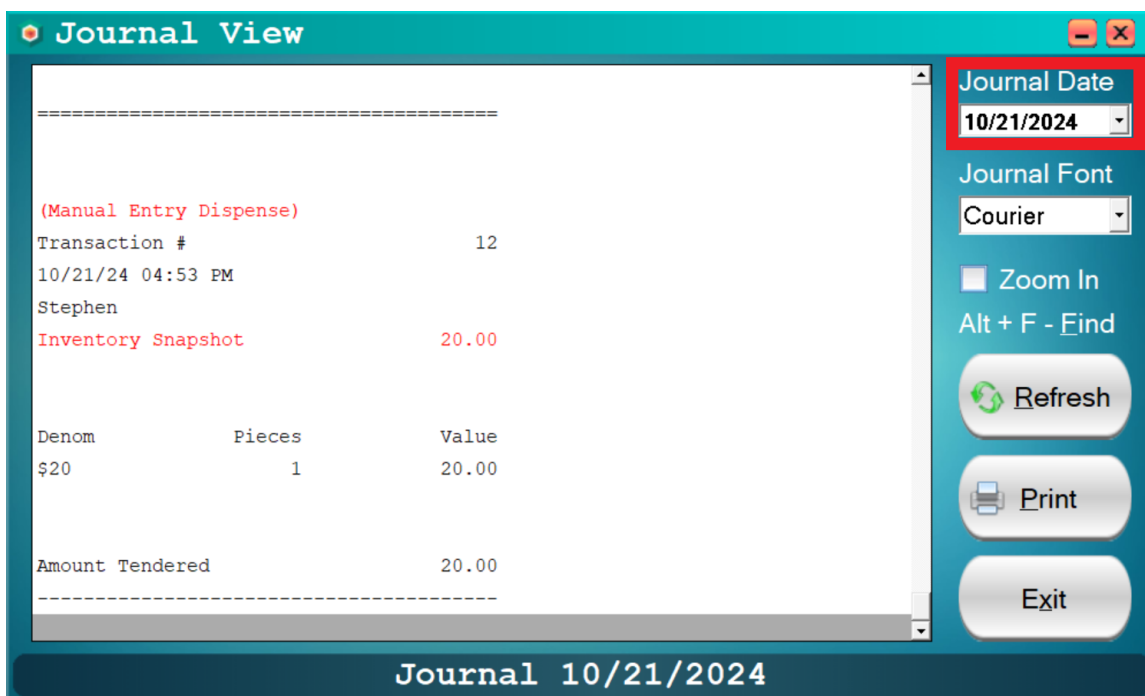 Journal View
========================================
(Manual Entry Dispense)
Transaction # 12
10/21/24 04:53 PM
Stephen
Inventory Snapshot 20.00
Denom Pieces Value
$20 1 20.00
Amount Tendered 20.00
----------------------------------------
Journal Date
10/21/2024
Journal Font
Courier
Zoom In
Alt + F - Find
Refresh
Print
Exit
Journal 10/21/2024